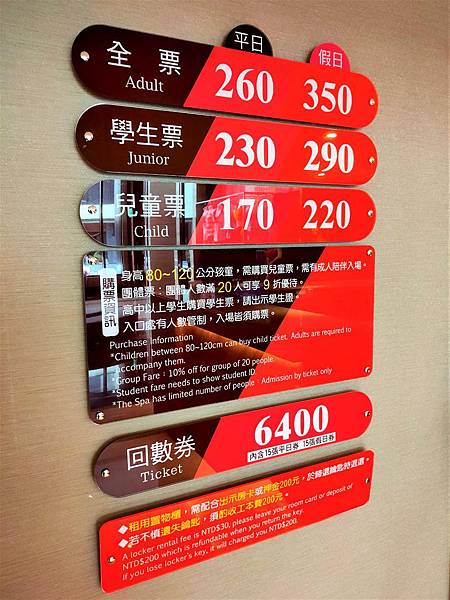 平日 假日
全票 260 350
Adult
學生票 230 290
Junior
兒童票 170 220
Child
購票資訊
身高80~120公分孩童,需購買兒童票,需有成人陪伴入場。
團體票:團體人數滿20人可享9折優待。
高中以上學生購買學生票,請出示學生證。
入口處有人數管制,入場皆須購票。
Purchase information
*Children between 80~120cm can buy child ticket. Adults are required to
accompany them.
*Group Fare:10% off for group of 20 people
*Student fare needs to show student ID
*The Spa has limited number of people,Admission by ticket only
回數券 6400
Ticket 內含15張平日券 15張假日券
◆租用置物櫃,需配合出示房卡或押金200元,於歸還鑰匙時退還。
◆若不慎遺失鑰匙,須酌收工本費200元。
A locker rental fee is NTD$30, please leave your room card or deposit of
NTD$200 which is refundable when you return the key.
If you lose locker's key, it will charged you NTD$200.